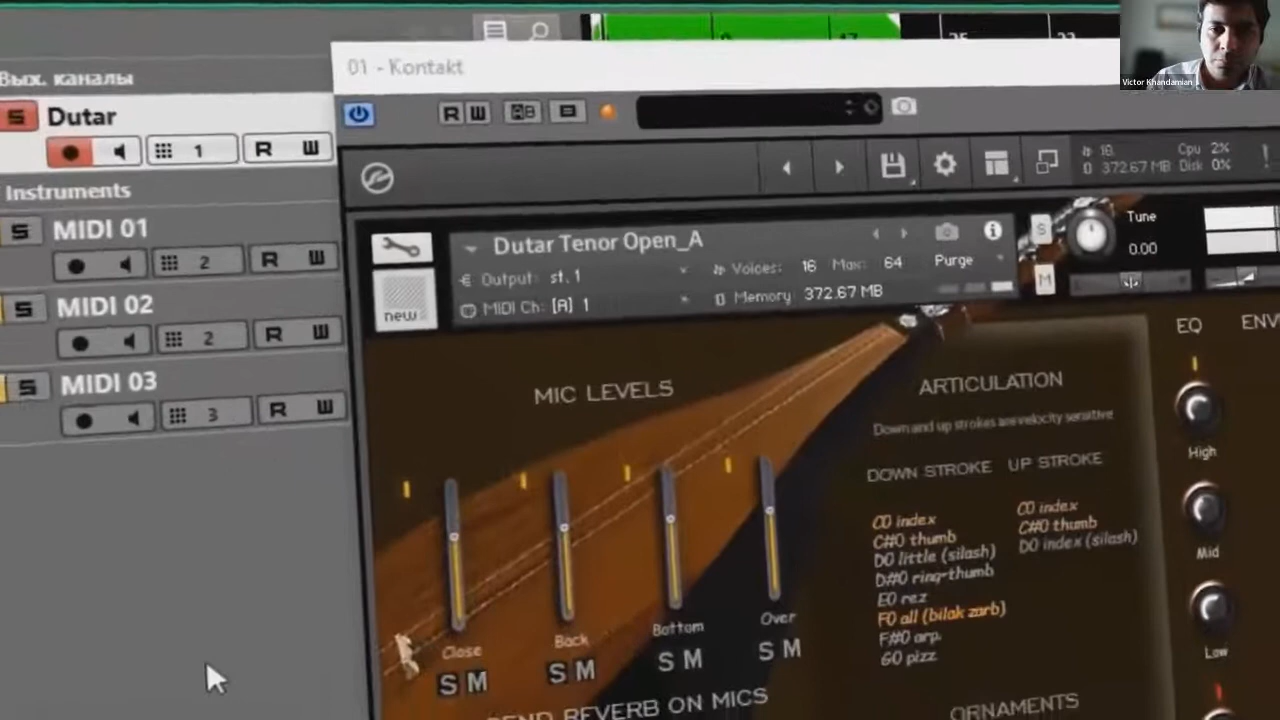 25
01 - Kontakt
Victor Khandamian
Вых. каналы
S Dutar
1 R W
Instruments
S MIDI 01
2 R W
S MIDI 02
2 R W
S MIDI 03
3 R W
R W
Cpu 2%
372.67 MB Disk 0%
Dutar Tenor Open_A
Output: st. 1
Voices: 16 Max: 64 Purge
MIDI Ch: [A] 1
Memory: 372.67 MB
new
S
M
Tune
0.00
MIC LEVELS
Close
Back
Bottom
Over
S M
S M
S M
S M
SEND REVERB ON MICS
ARTICULATION
Down and up strokes are velocity sensitive
DOWN STROKE UP STROKE
C0 index
C#0 thumb
D0 little (silash)
D#0 ring-thumb
E0 rez
F0 all (bilak zarb)
F#0 arp.
G0 pizz.
C0 index
C#0 thumb
D0 index (silash)
ORNAMENTS
EQ
High
Mid
Low